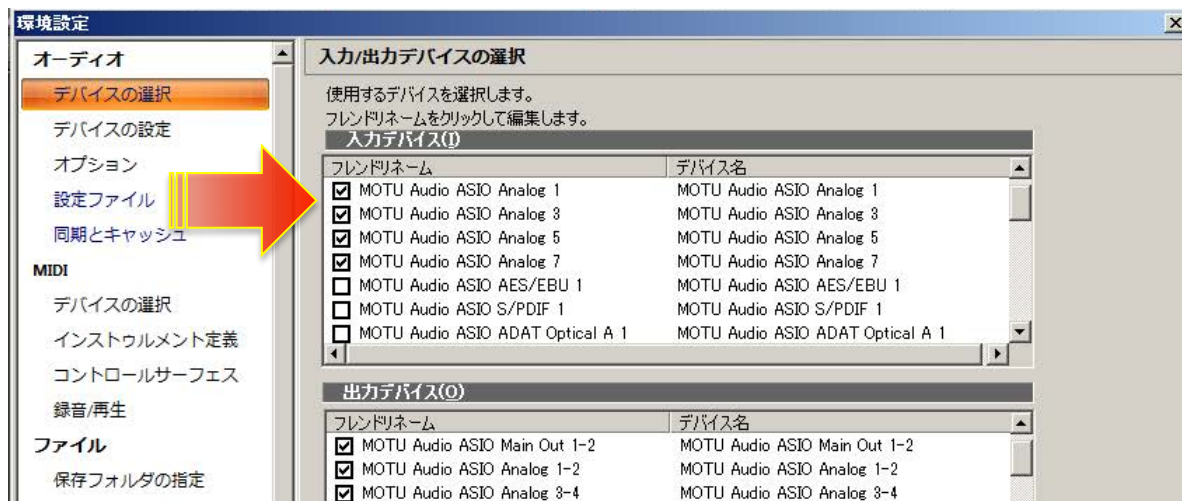 環境設定
オーディオ
デバイスの選択
デバイスの設定
オプション
設定ファイル
同期とキャッシュ
MIDI
デバイスの選択
インストゥルメント定義
コントロールサーフェス
録音/再生
ファイル
保存フォルダの指定
入力/出力デバイスの選択
使用するデバイスを選択します。
フレンドリネームをクリックして編集します。
入力デバイス(I)
フレンドリネーム デバイス名
MOTU Audio ASIO Analog 1 MOTU Audio ASIO Analog 1
MOTU Audio ASIO Analog 3 MOTU Audio ASIO Analog 3
MOTU Audio ASIO Analog 5 MOTU Audio ASIO Analog 5
MOTU Audio ASIO Analog 7 MOTU Audio ASIO Analog 7
MOTU Audio ASIO AES/EBU 1 MOTU Audio ASIO AES/EBU 1
MOTU Audio ASIO S/PDIF 1 MOTU Audio ASIO S/PDIF 1
MOTU Audio ASIO ADAT Optical A 1 MOTU Audio ASIO ADAT Optical A 1
出力デバイス(O)
フレンドリネーム デバイス名
MOTU Audio ASIO Main Out 1-2 MOTU Audio ASIO Main Out 1-2
MOTU Audio ASIO Analog 1-2 MOTU Audio ASIO Analog 1-2
MOTU Audio ASIO Analog 3-4 MOTU Audio ASIO Analog 3-4